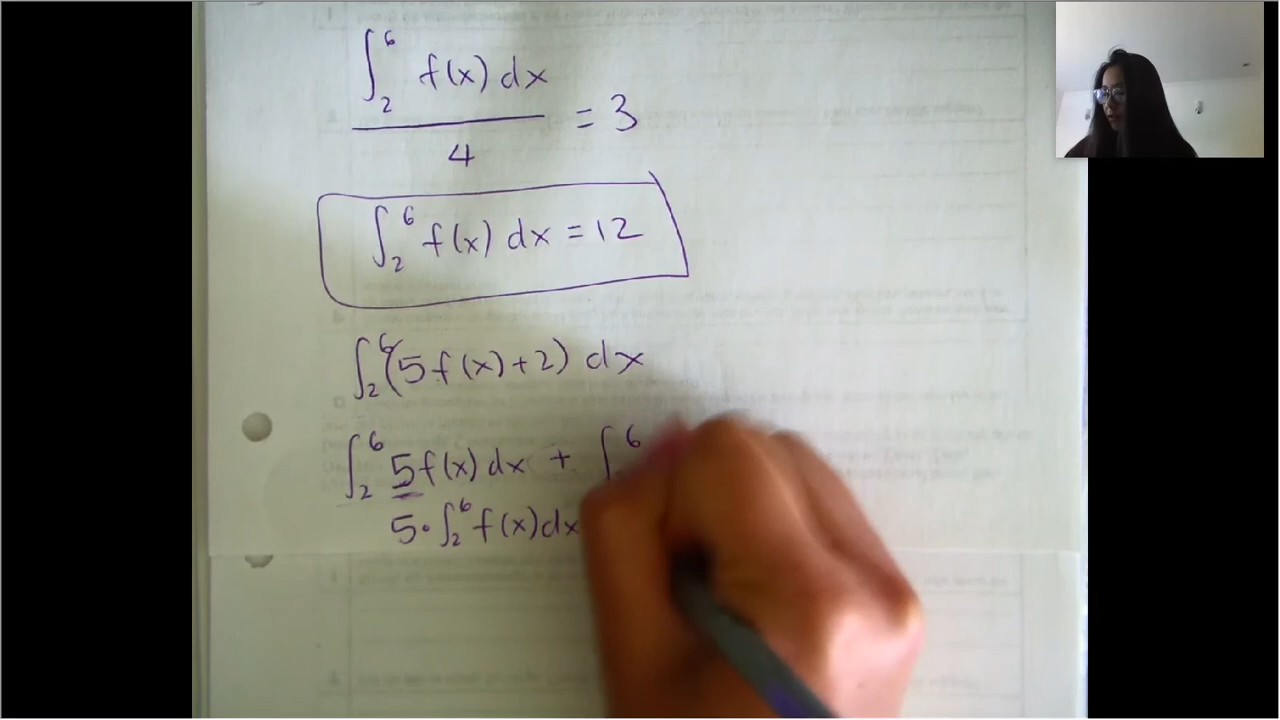 ∫₂⁶ f(x) dx
———— = 3
4
∫₂⁶ f(x) dx = 12
∫₂⁶ (5f(x)+2) dx
∫₂⁶ 5f(x) dx + ∫ ⁶
5·∫₂⁶ f(x)dx